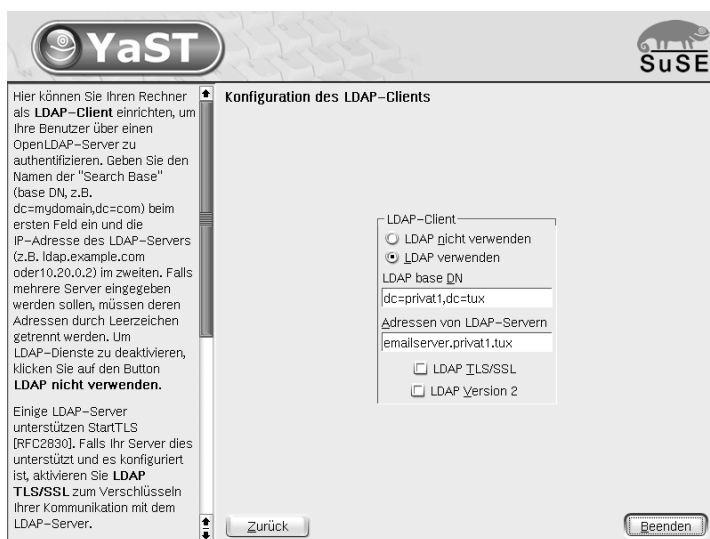 YaST
SuSE
Hier können Sie Ihren Rechner
als LDAP-Client einrichten, um
Ihre Benutzer über einen
OpenLDAP-Server zu
authentifizieren. Geben Sie den
Namen der "Search Base"
(base DN, z.B.
dc=mydomain,dc=com) beim
ersten Feld ein und die
IP-Adresse des LDAP-Servers
(z.B. ldap.example.com
oder10.20.0.2) im zweiten. Falls
mehrere Server eingegeben
werden sollen, müssen deren
Adressen durch Leerzeichen
getrennt werden. Um
LDAP-Dienste zu deaktivieren,
klicken Sie auf den Button
LDAP nicht verwenden.
Einige LDAP-Server
unterstützen StartTLS
[RFC2830]. Falls Ihr Server dies
unterstützt und es konfiguriert
ist, aktivieren Sie LDAP
TLS/SSL zum Verschlüsseln
Ihrer Kommunikation mit dem
LDAP-Server.
Konfiguration des LDAP-Clients
LDAP-Client
LDAP nicht verwenden
LDAP verwenden
LDAP base DN
dc=privat1,dc=tux
Adressen von LDAP-Servern
emailserver.privat1.tux
LDAP TLS/SSL
LDAP Version 2
Zurück
Beenden